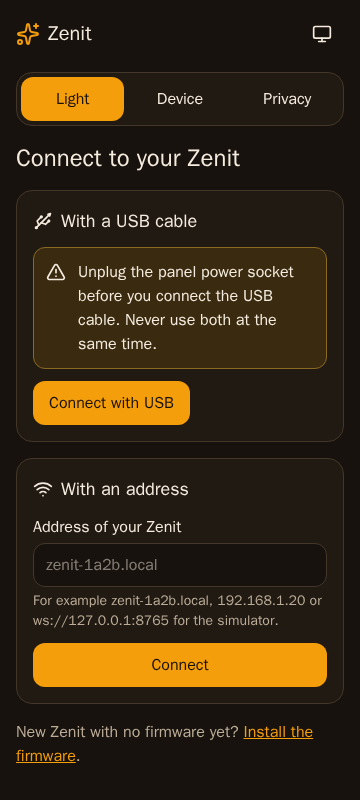 Zenit
Light Device Privacy
Connect to your Zenit
With a USB cable
Unplug the panel power socket
before you connect the USB
cable. Never use both at the
same time.
Connect with USB
With an address
Address of your Zenit
zenit-1a2b.local
For example zenit-1a2b.local, 192.168.1.20 or
ws://127.0.0.1:8765 for the simulator.
Connect
New Zenit with no firmware yet? Install the
firmware.